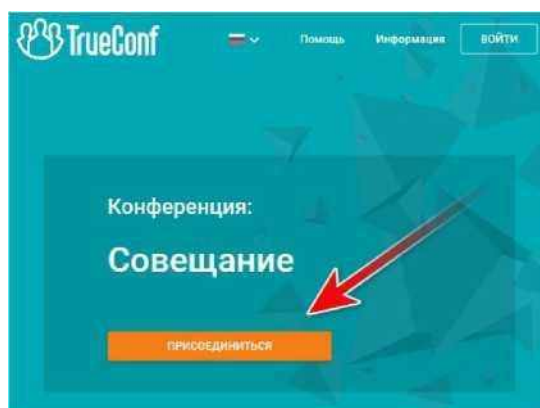 TrueConf
Помощь Информация ВОЙТИ
Конференция:
Совещание
ПРИСОЕДИНИТЬСЯ